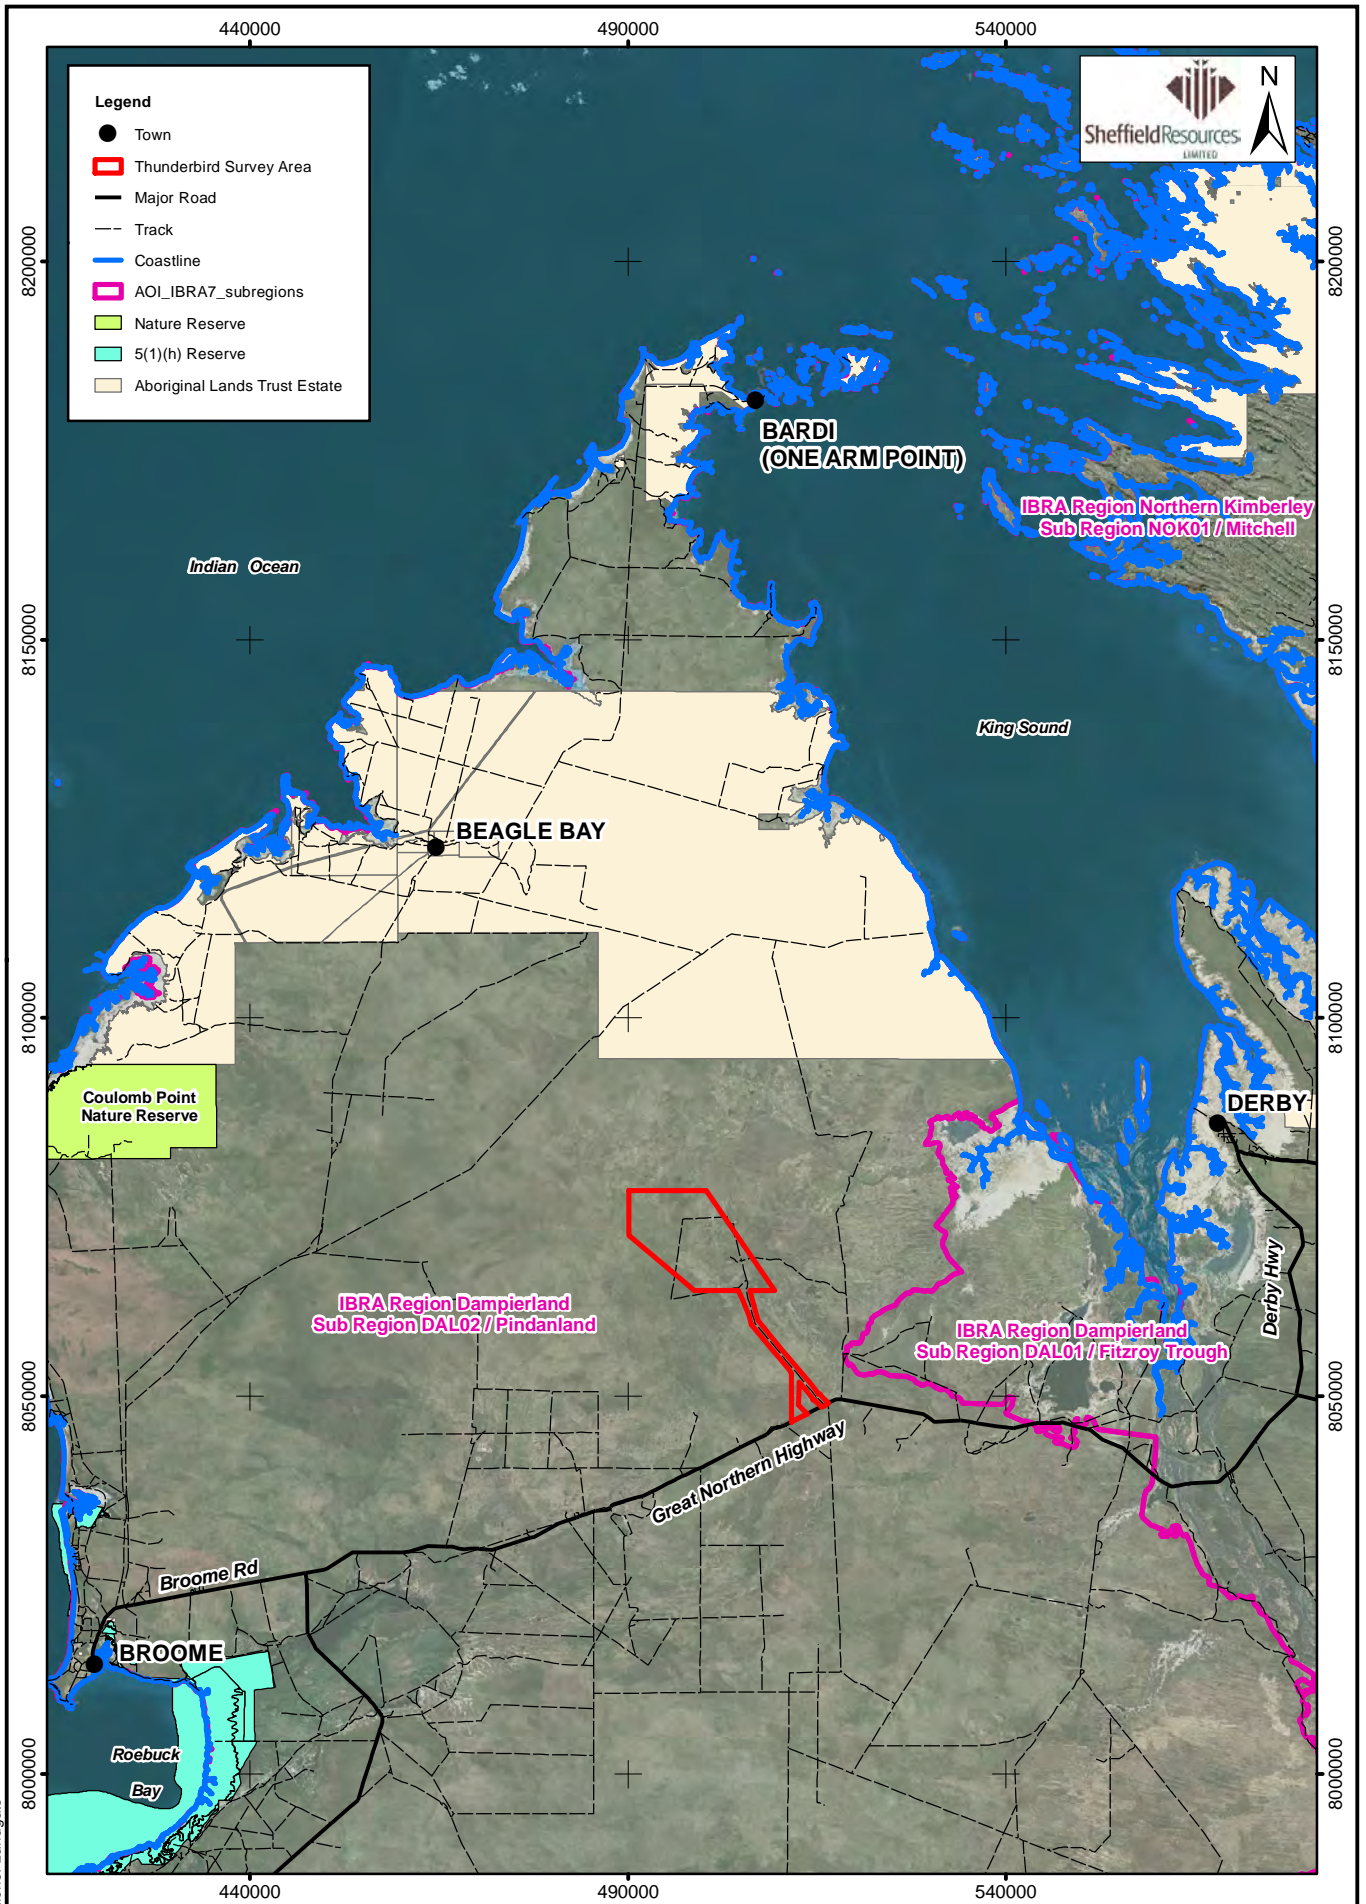 440000
490000
540000
Legend
Town
Thunderbird Survey Area
Major Road
Track
Coastline
AOI_IBRA7_subregions
Nature Reserve
5(1)(h) Reserve
Aboriginal Lands Trust Estate
SheffieldResources
LIMITED
N
8200000
8200000
BARDI
(ONE ARM POINT)
IBRA Region Northern Kimberley
Sub Region NOK01 / Mitchell
Indian Ocean
8150000
8150000
King Sound
BEAGLE BAY
8100000
8100000
Coulomb Point
Nature Reserve
DERBY
Derby Hwy
IBRA Region Dampierland
Sub Region DAL02 / Pindanland
IBRA Region Dampierland
Sub Region DAL01 / Fitzroy Trough
8050000
8050000
Great Northern Highway
Broome Rd
BROOME
Roebuck
Bay
8000000
8000000
440000
490000
540000